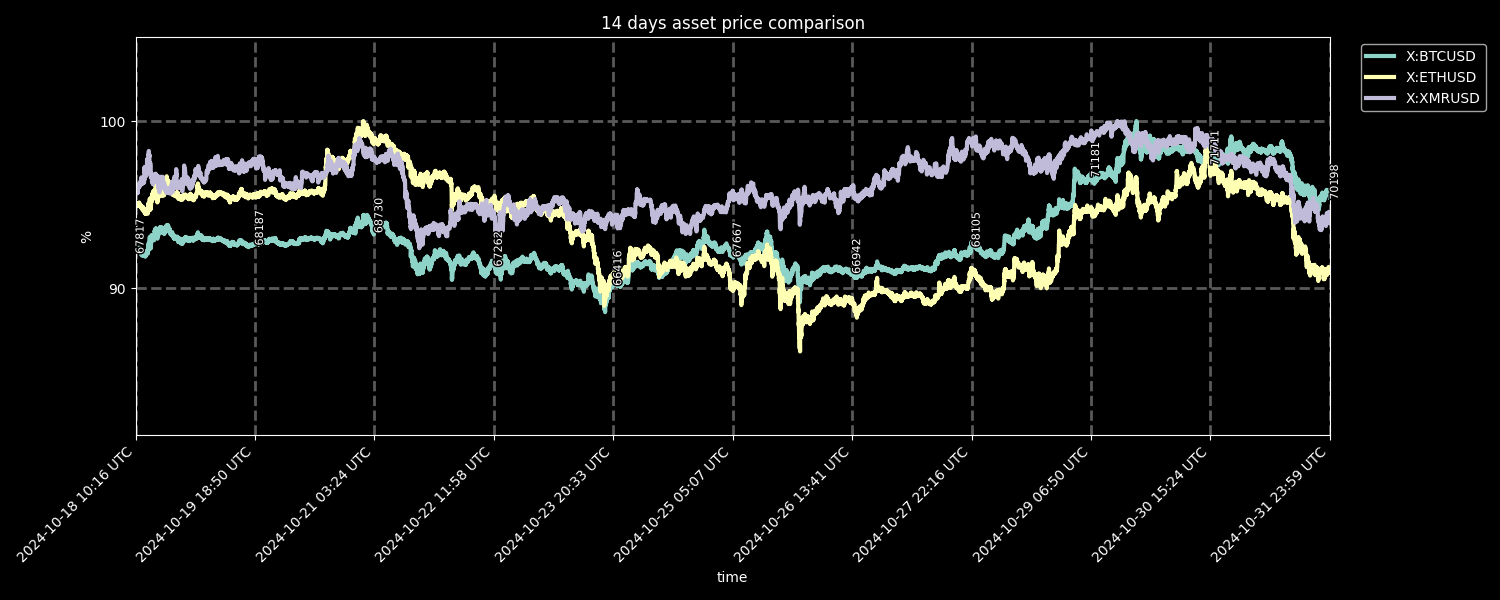 14 days asset price comparison
X:BTCUSD
X:ETHUSD
X:XMRUSD
%
100
90
67817
68187
68730
67262
66416
67667
66942
68105
71181
71711
70198
2024-10-18 10:16 UTC
2024-10-19 18:50 UTC
2024-10-21 03:24 UTC
2024-10-22 11:58 UTC
2024-10-23 20:33 UTC
2024-10-25 05:07 UTC
2024-10-26 13:41 UTC
2024-10-27 22:16 UTC
2024-10-29 06:50 UTC
2024-10-30 15:24 UTC
2024-10-31 23:59 UTC
time